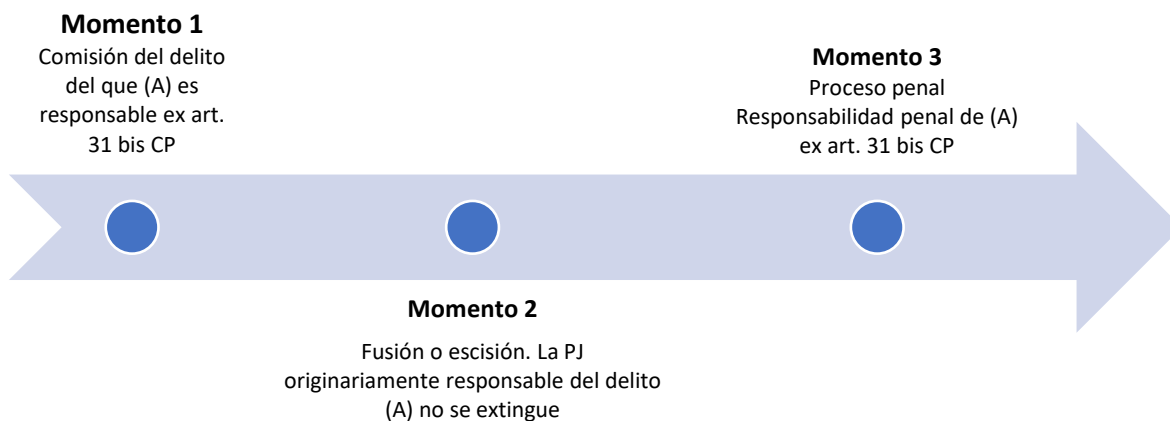 Momento 1
Comisión del delito
del que (A) es
responsable ex art.
31 bis CP
Momento 2
Fusión o escisión. La PJ
originariamente responsable del delito
(A) no se extingue
Momento 3
Proceso penal
Responsabilidad penal de (A)
ex art. 31 bis CP